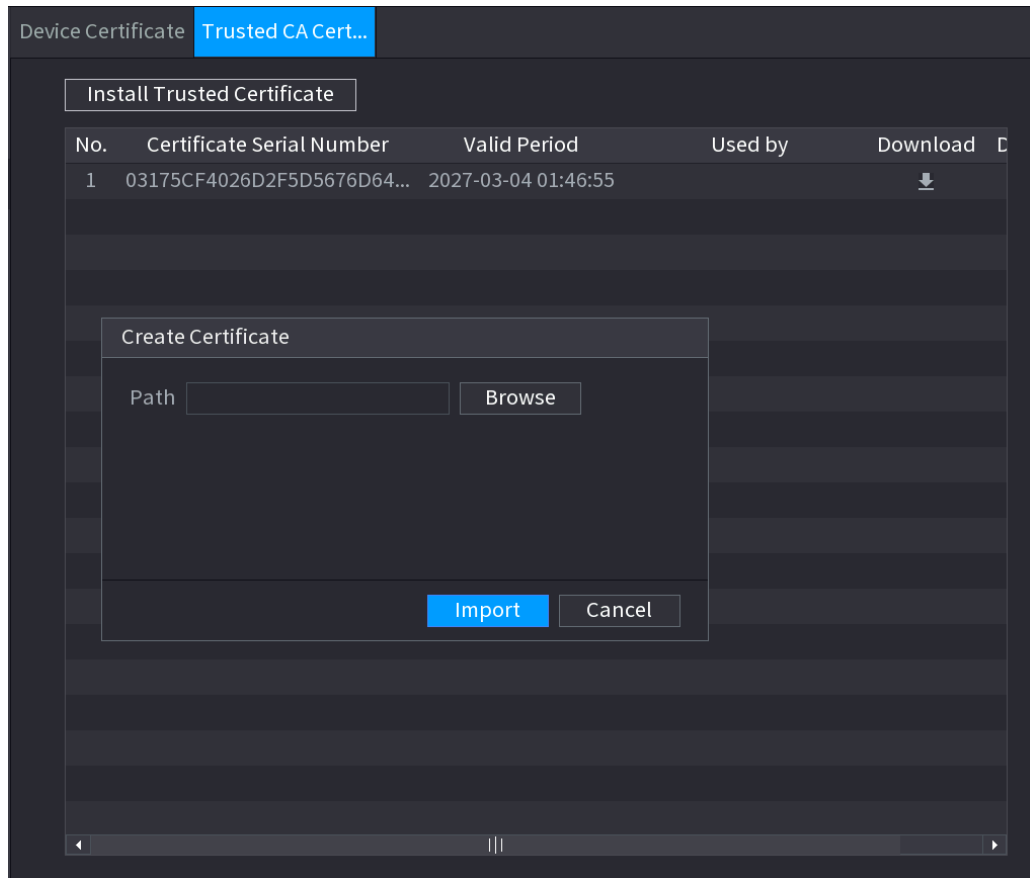 Device Certificate Trusted CA Cert...
Install Trusted Certificate
No. Certificate Serial Number Valid Period Used by Download D
1 03175CF4026D2F5D5676D64... 2027-03-04 01:46:55
Create Certificate
Path Browse
Import Cancel